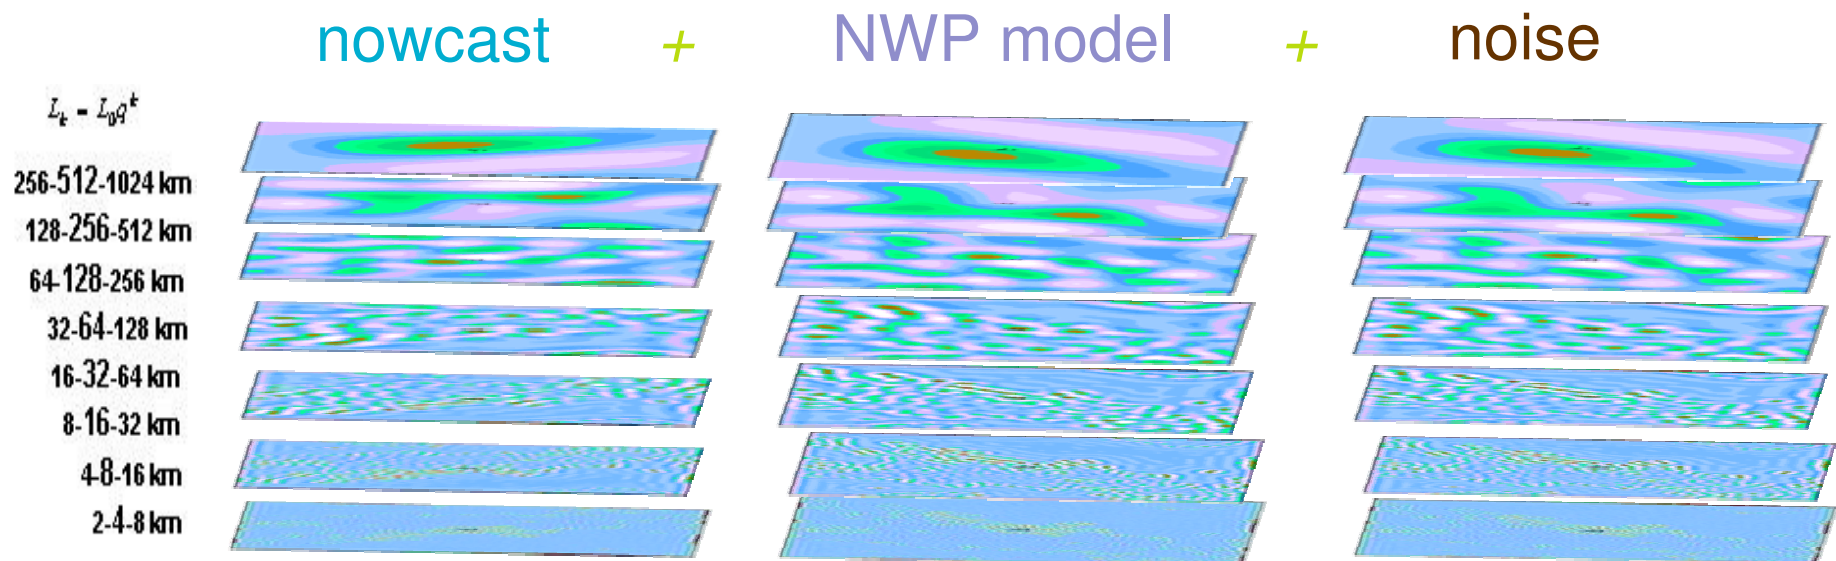 nowcast + NWP model + noise
L_k = L_0 q^k
256-512-1024 km
128-256-512 km
64-128-256 km
32-64-128 km
16-32-64 km
8-16-32 km
4-8-16 km
2-4-8 km